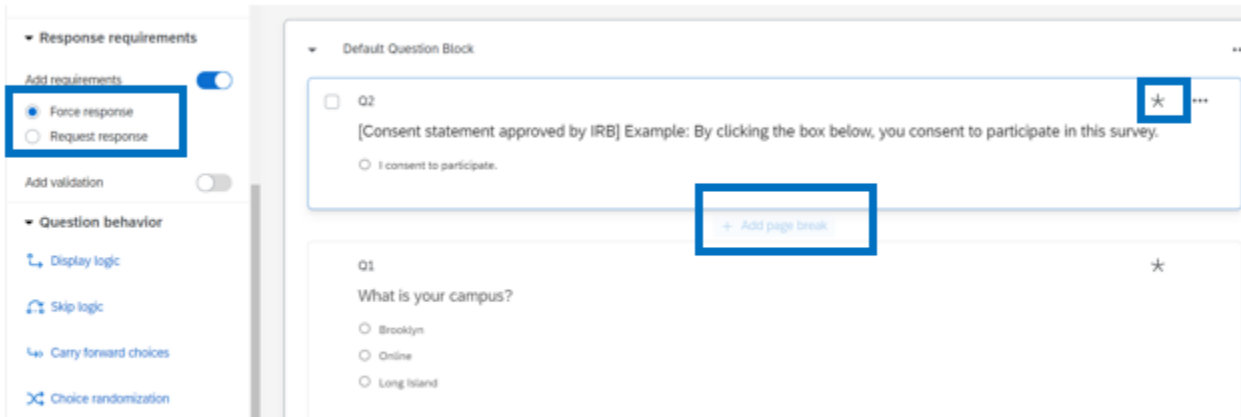 Response requirements
Add requirements
Force response
Request response
Add validation
Question behavior
Display logic
Skip logic
Carry forward choices
Choice randomization
Default Question Block
Q2
[Consent statement approved by IRB] Example: By clicking the box below, you consent to participate in this survey.
I consent to participate.
+ Add page break
Q1
What is your campus?
Brooklyn
Online
Long Island